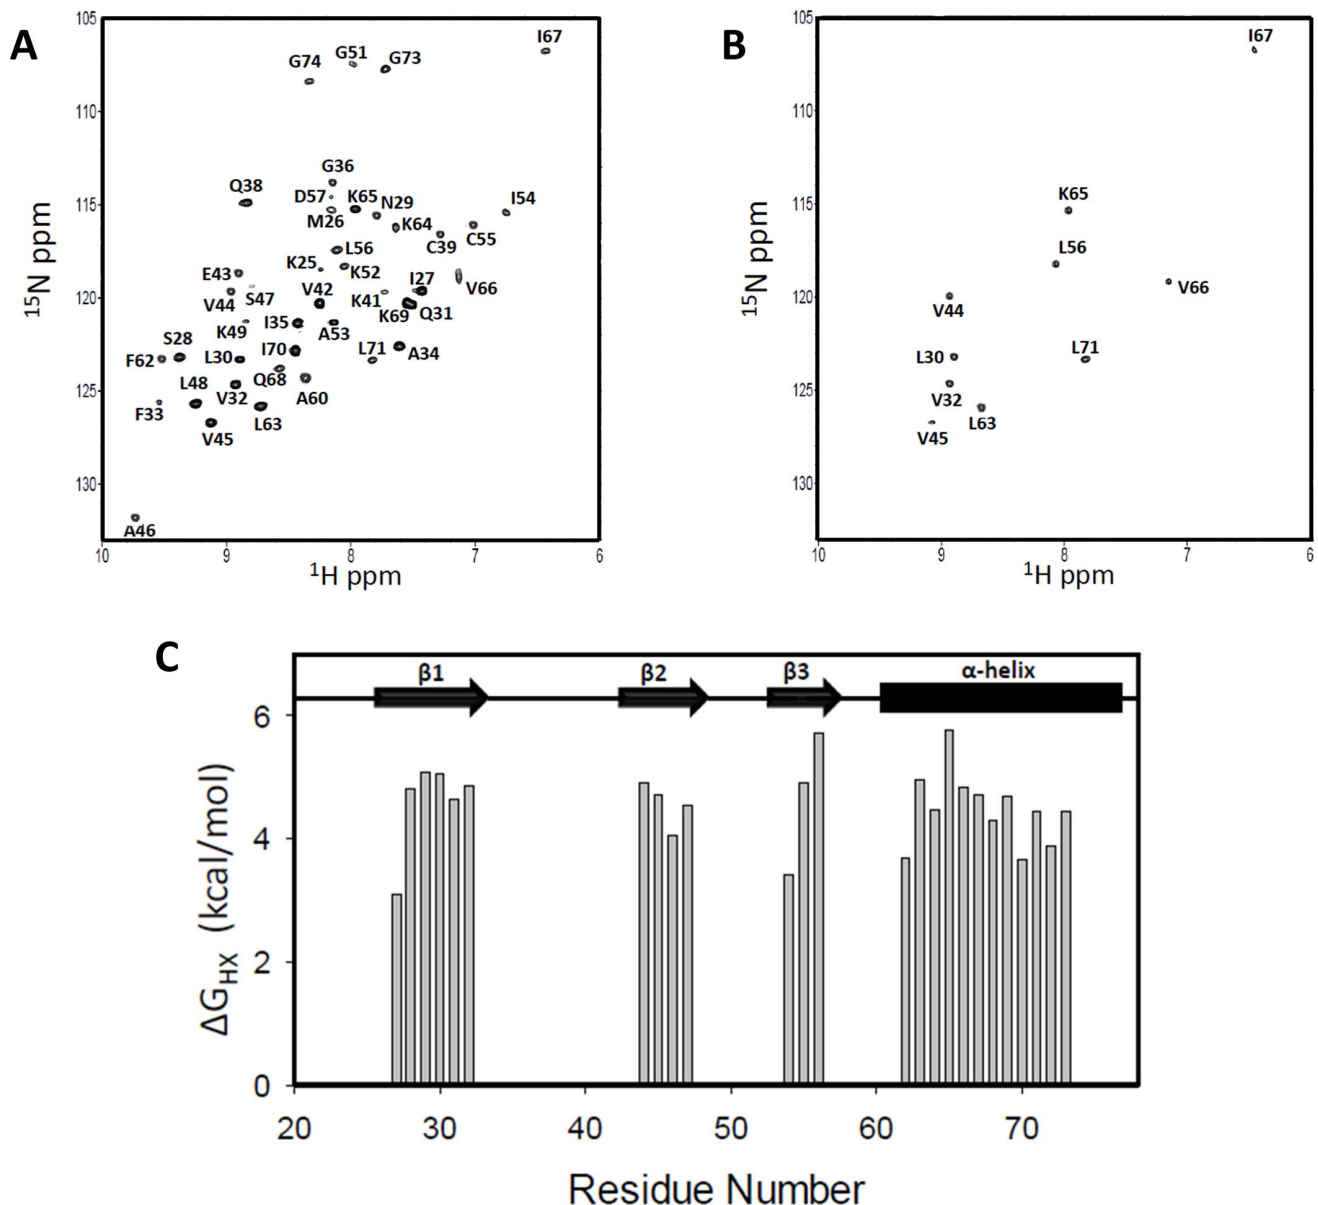 A
105
110
115
120
125
130
10
9
8
7
6
15N ppm
1H ppm
I67
G51
G74
G73
G36
Q38
D57
K65
N29
I54
M26
K64
C39
C55
L56
K25
K52
E43
V42
I27
V66
V44
S47
K41
K69
Q31
K49
I35
A53
S28
F62
L30
I70
L71
A34
L48
Q68
V32
A60
F33
L63
V45
A46
B
105
110
115
120
125
130
10
9
8
7
6
15N ppm
1H ppm
I67
K65
L56
V66
V44
L30
L71
V32
L63
V45
C
β1
β2
β3
α-helix
6
4
2
0
ΔGHX (kcal/mol)
20
30
40
50
60
70
Residue Number